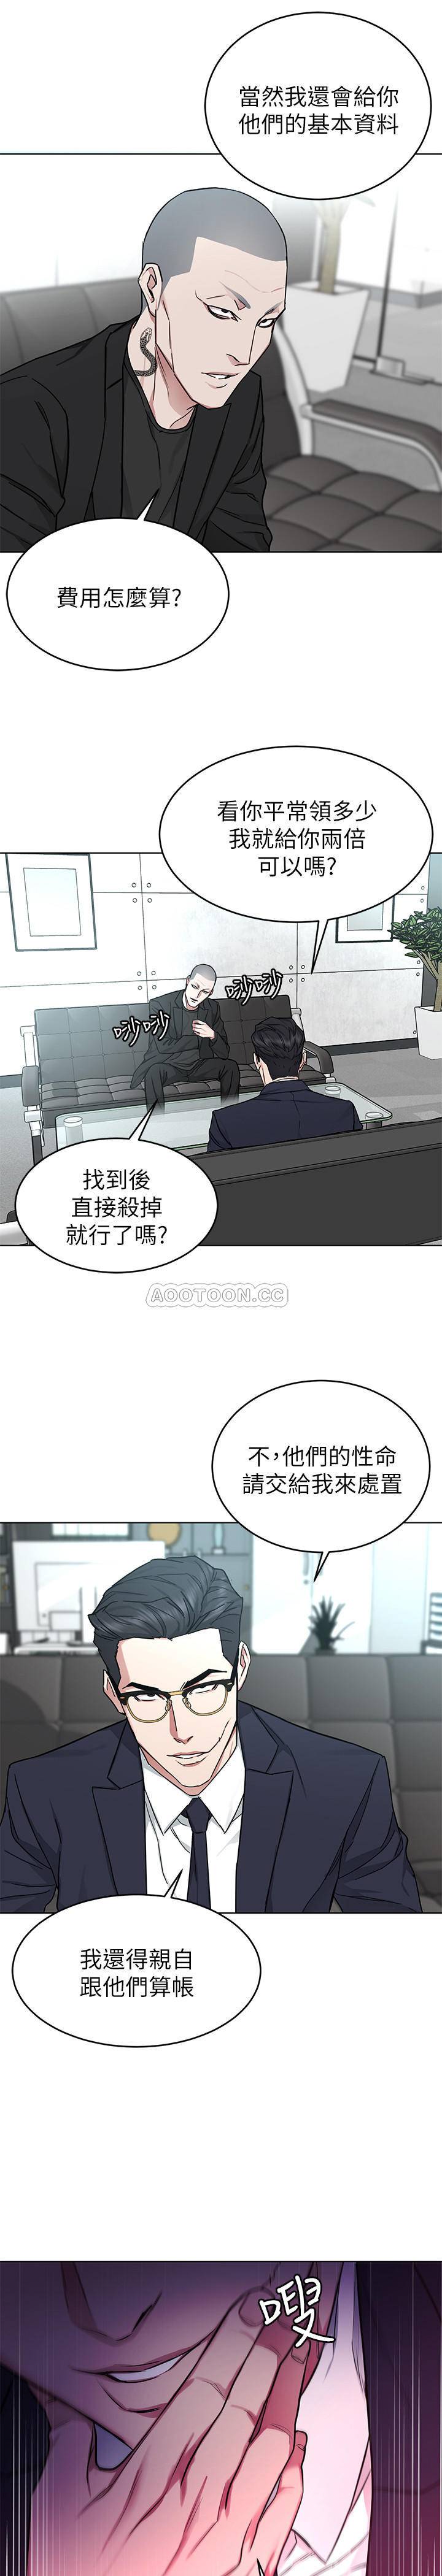 當然我還會給你
他們的基本資料
費用怎麼算?
看你平常領多少
我就給你兩倍
可以嗎?
吵吵
吵吵
找到後
直接殺掉
就行了嗎?
AOOTOON.CC
不,他們的性命
請交給我來處置
我還得親自
跟他們算帳
嗖